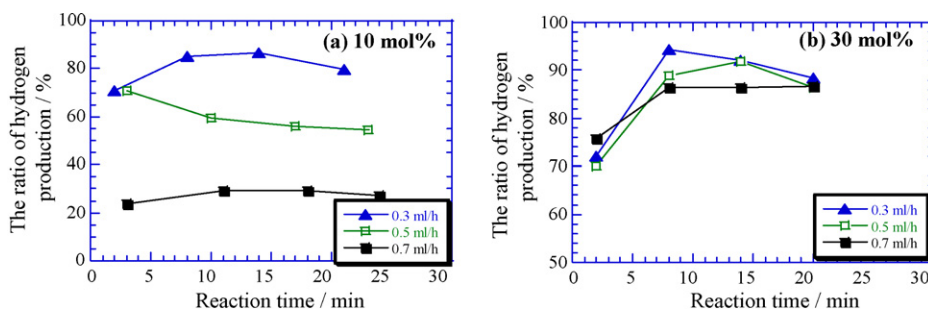 The ratio of hydrogen
production / %
100
80
60
40
20
0
(a) 10 mol%
0.3 ml/h
0.5 ml/h
0.7 ml/h
0 5 10 15 20 25 30
Reaction time / min
The ratio of hydrogen
production / %
100
90
80
70
60
50
(b) 30 mol%
0.3 ml/h
0.5 ml/h
0.7 ml/h
0 5 10 15 20 25 30
Reaction time / min